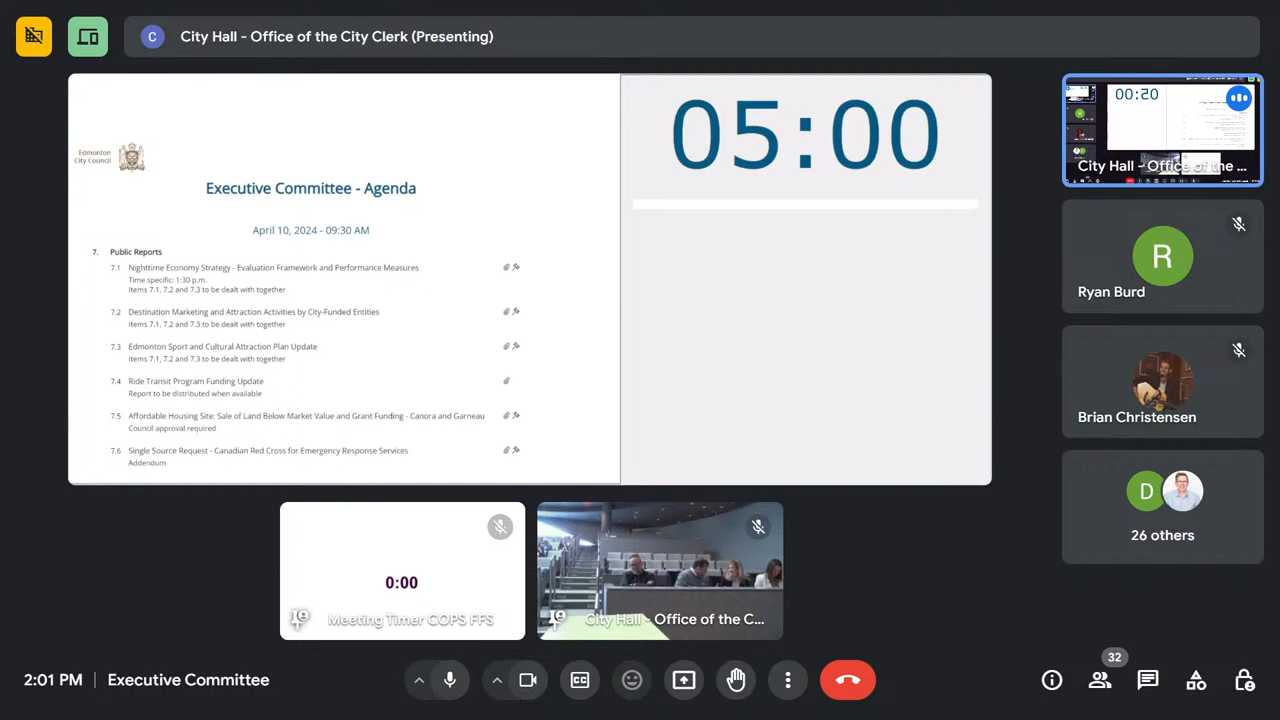 City Hall - Office of the City Clerk (Presenting)
C
Edmonton
City Council
Executive Committee - Agenda
April 10, 2024 - 09:30 AM
7. Public Reports
7.1 Nighttime Economy Strategy - Evaluation Framework and Performance Measures
Time specific: 1:30 p.m.
Items 7.1, 7.2 and 7.3 to be dealt with together
7.2 Destination Marketing and Attraction Activities by City-Funded Entities
Items 7.1, 7.2 and 7.3 to be dealt with together
7.3 Edmonton Sport and Cultural Attraction Plan Update
Items 7.1, 7.2 and 7.3 to be dealt with together
7.4 Ride Transit Program Funding Update
Report to be distributed when available
7.5 Affordable Housing Site: Sale of Land Below Market Value and Grant Funding - Canora and Garneau
Council approval required
7.6 Single Source Request - Canadian Red Cross for Emergency Response Services
Addendum
05:00
City Hall - Office of the ...
R
Ryan Burd
Brian Christensen
D
26 others
0:00
Meeting Timer COPS FFS
City Hall - Office of the C...
2:01 PM | Executive Committee
32